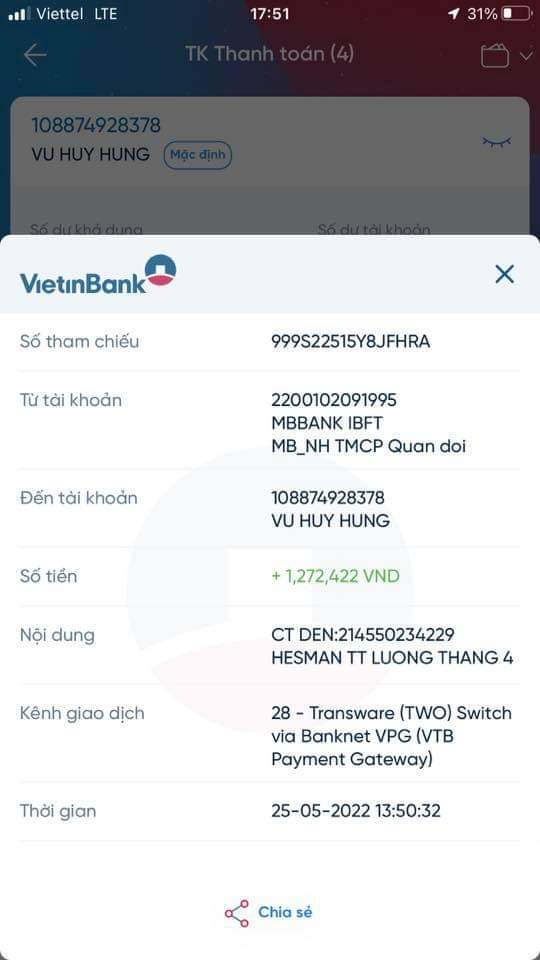 Viettel LTE 17:51 31%
TK Thanh toán (4)
108874928378
VU HUY HUNG Mặc định
Số dư khả dụng Số dư tài khoản
VietinBank
Số tham chiếu 999S22515Y8JFHRA
Từ tài khoản 2200102091995
MBBANK IBFT
MB_NH TMCP Quan doi
Đến tài khoản 108874928378
VU HUY HUNG
Số tiền + 1,272,422 VND
Nội dung CT DEN:214550234229
HESMAN TT LUONG THANG 4
Kênh giao dịch 28 - Transware (TWO) Switch
via Banknet VPG (VTB
Payment Gateway)
Thời gian 25-05-2022 13:50:32
Chia sẻ